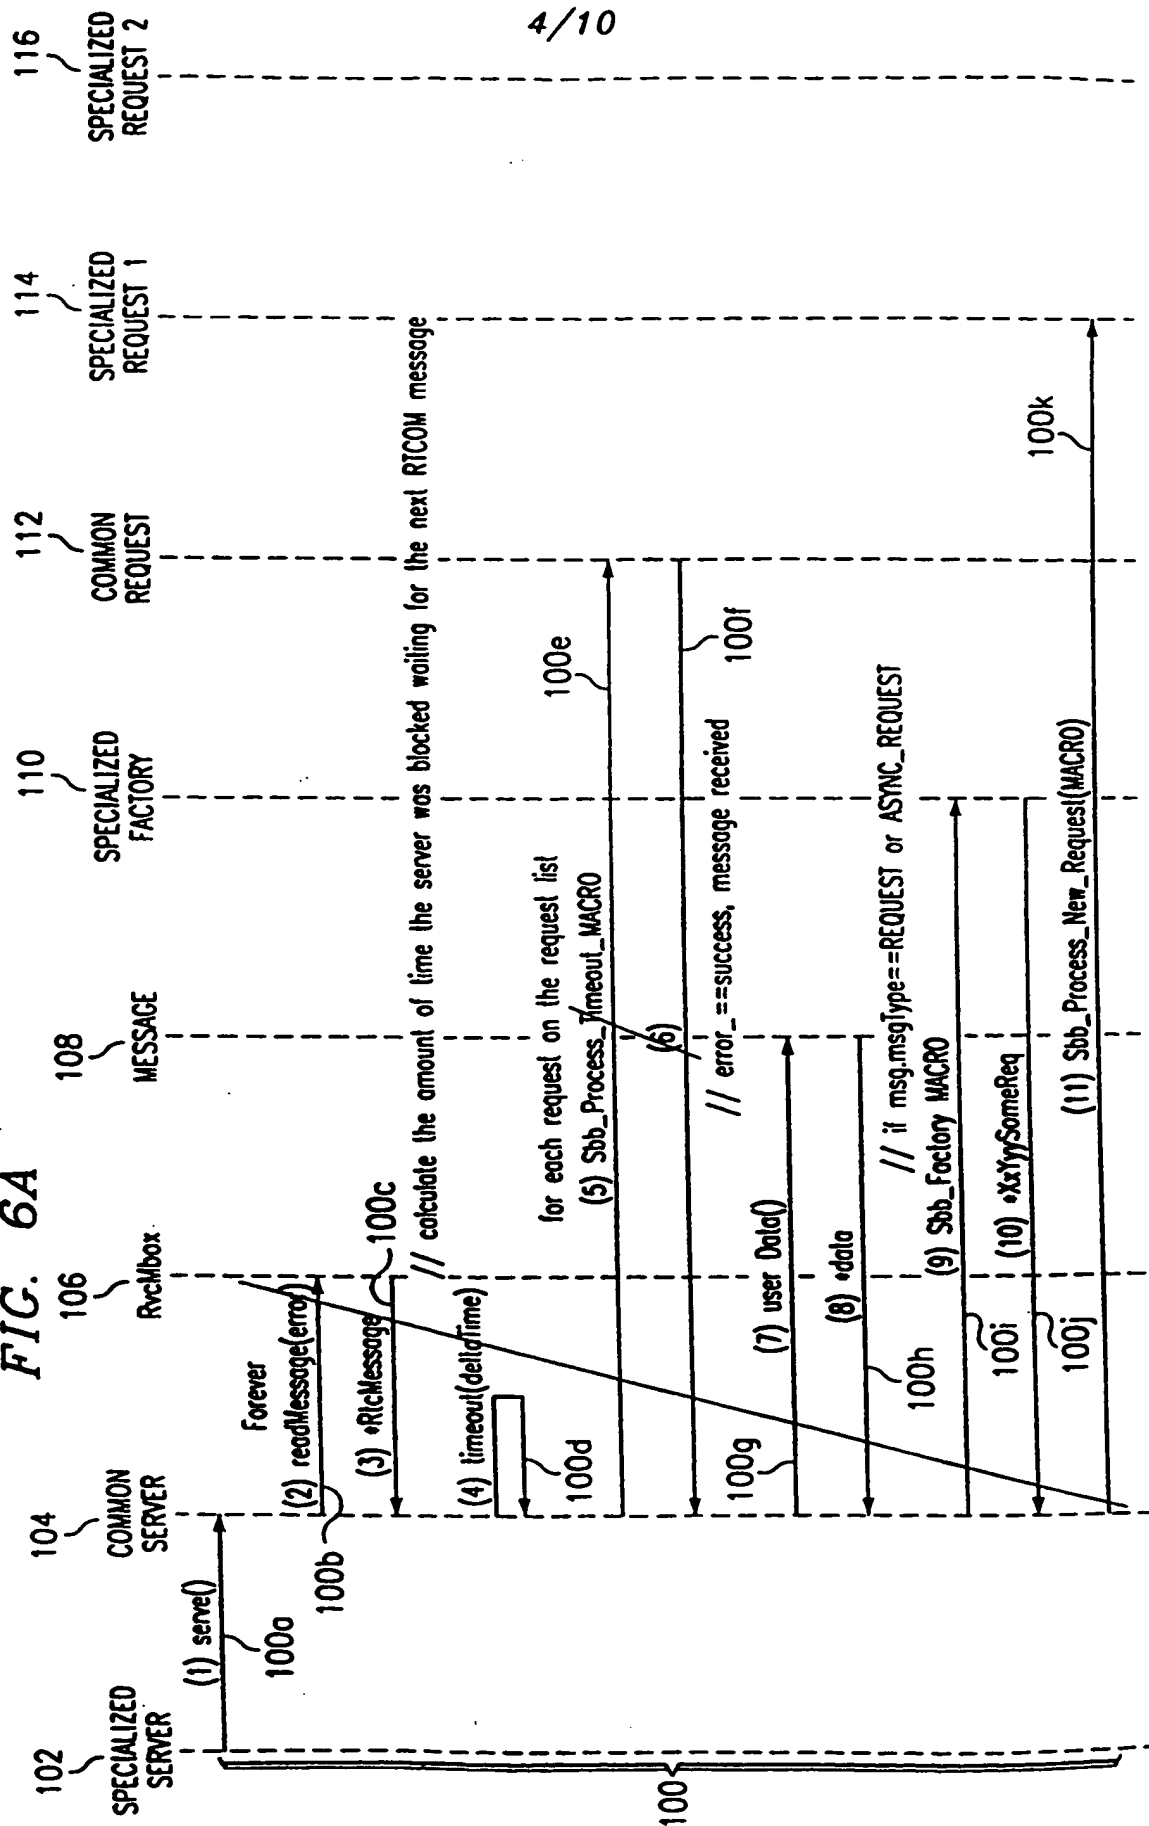 4/10
FIG. 6A
102
SPECIALIZED
SERVER
104
COMMON
SERVER
106
RvcMbox
108
MESSAGE
110
SPECIALIZED
FACTORY
112
COMMON
REQUEST
114
SPECIALIZED
REQUEST 1
116
SPECIALIZED
REQUEST 2
(1) serve()
100a
Forever
(2) readMessage(error)
100b
(3) *RtcMessage
100c
// calculate the amount of time the server was blocked waiting for the next RTCOM message
(4) timeout(deltaTime)
100d
for each request on the request list
(5) Sbb_Process_Timeout_MACRO
100e
(6)
100f
// error_==success, message received
(7) user Data()
100g
(8) *data
100h
// if msg.msgType==REQUEST or ASYNC_REQUEST
(9) Sbb_Factory MACRO
100i
(10) *XxYyySomeReq
100j
(11) Sbb_Process_New_Request(MACRO)
100k
100